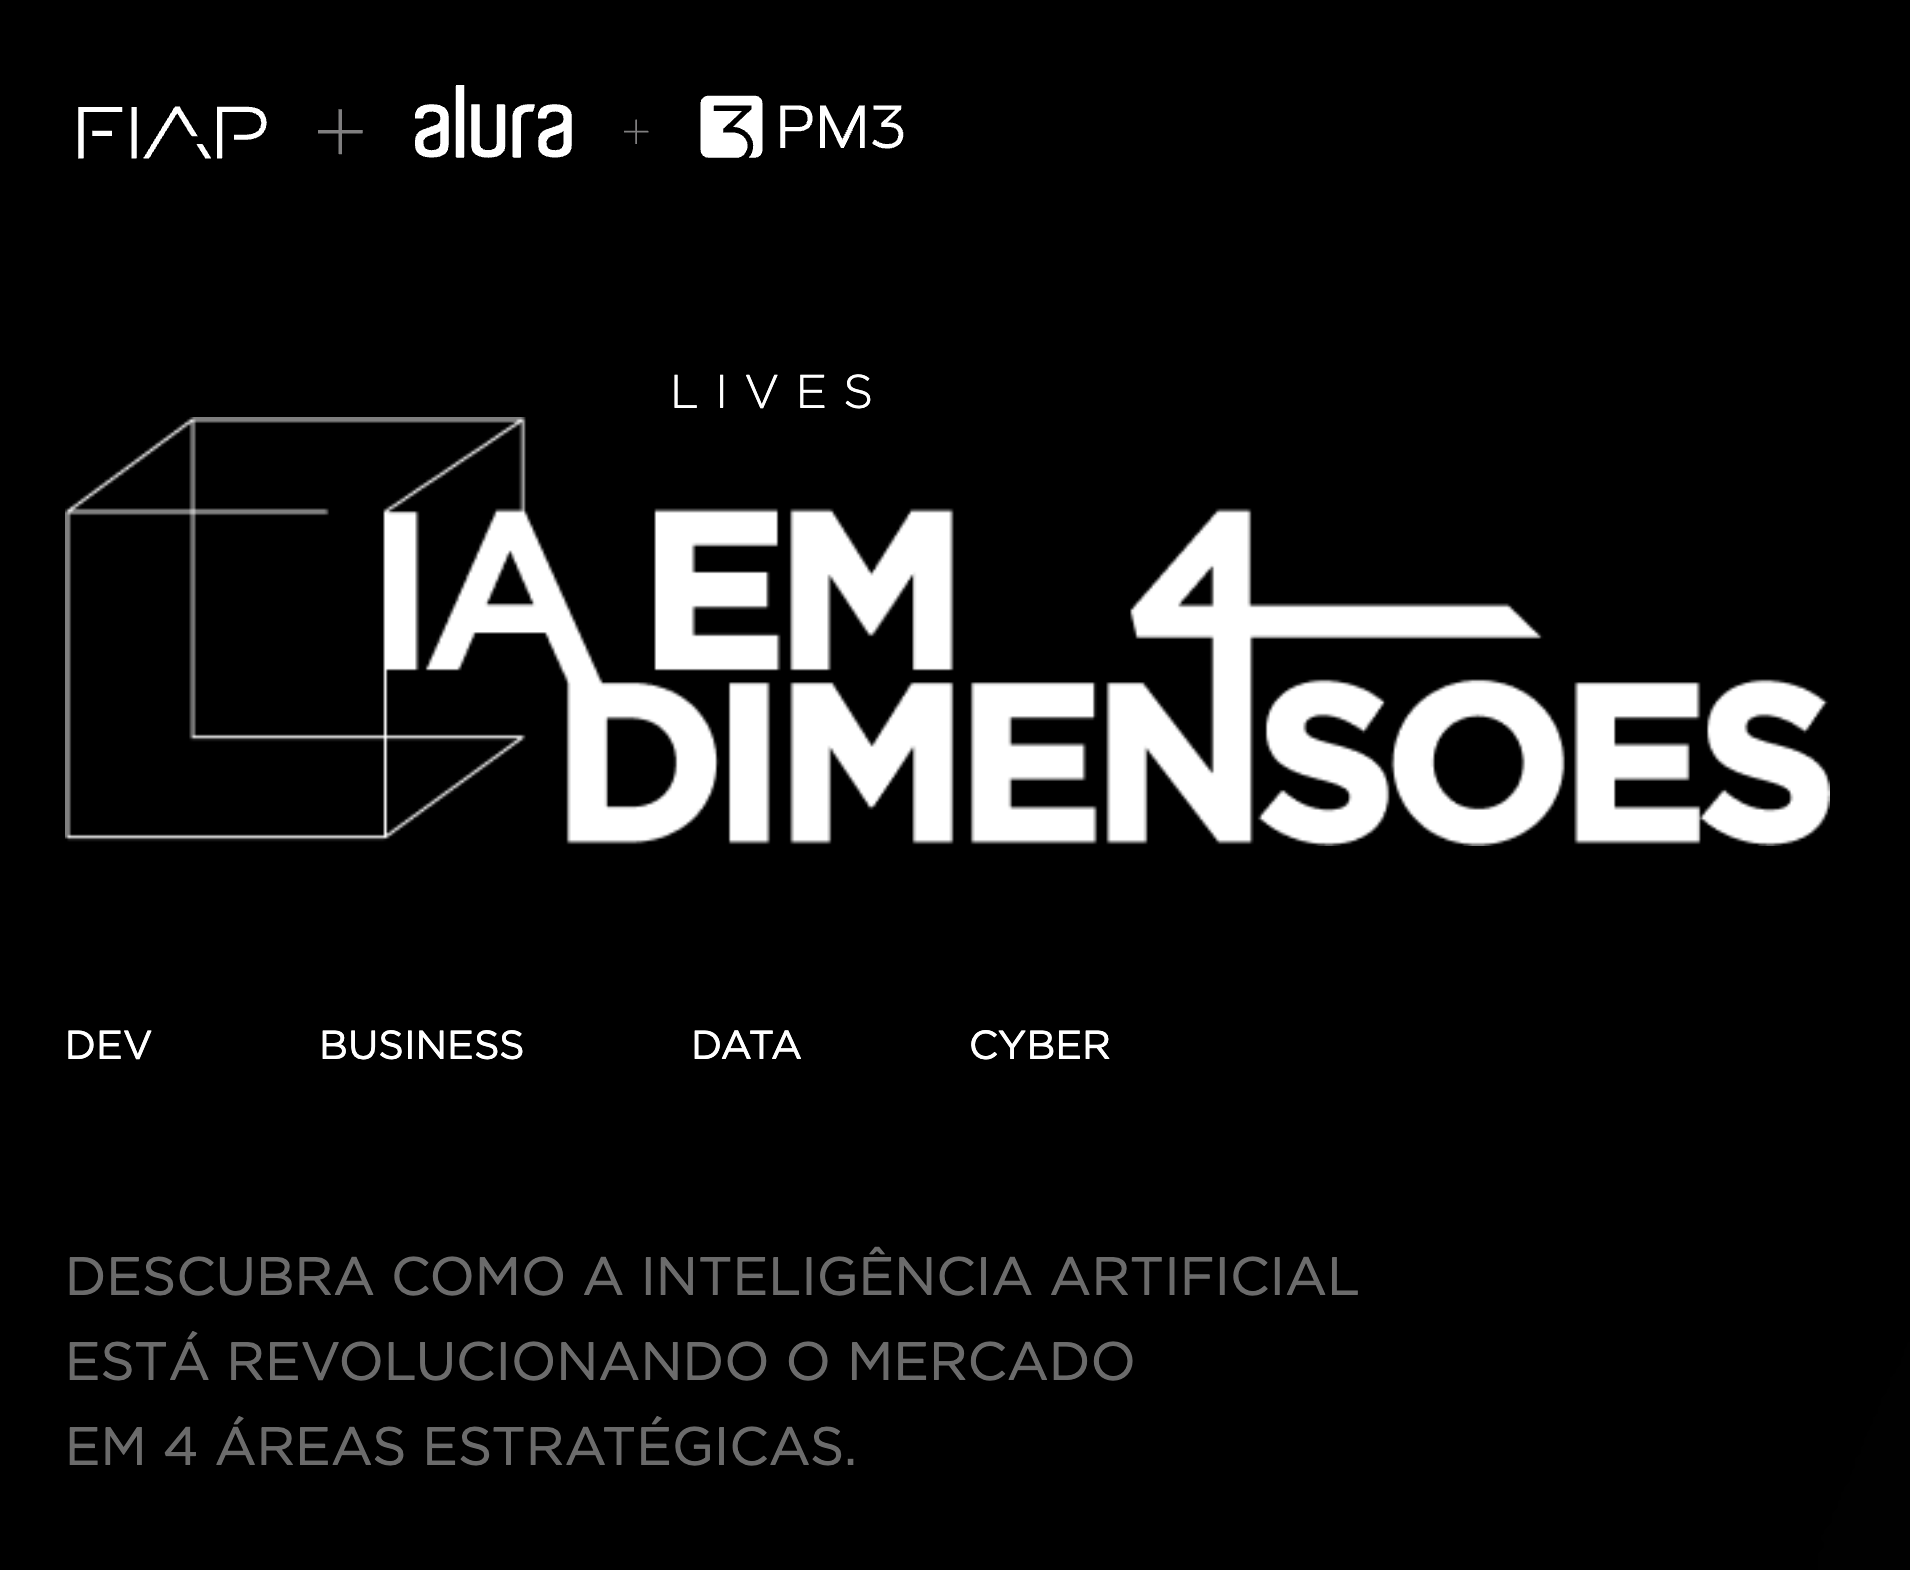 FIAP + alura + 3 PM3
LIVES
IA EM 4
DIMENSOES
DEV BUSINESS DATA CYBER
DESCUBRA COMO A INTELIGÊNCIA ARTIFICIAL
ESTÁ REVOLUCIONANDO O MERCADO
EM 4 ÁREAS ESTRATÉGICAS.